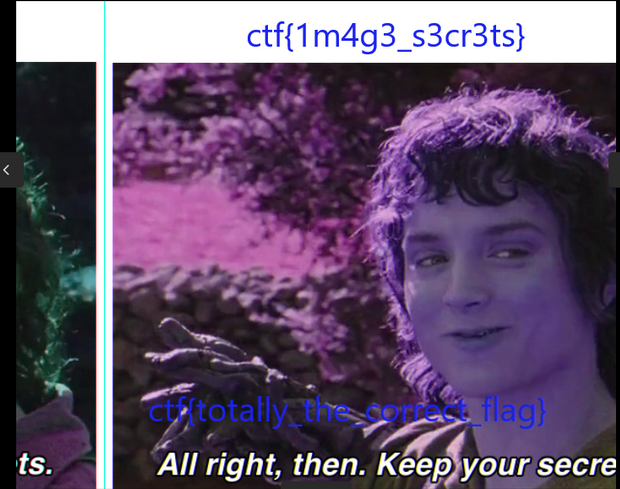 ctf{1m4g3_s3cr3ts}
ctf{totally_the_correct_flag}
ts. All right, then. Keep your secre